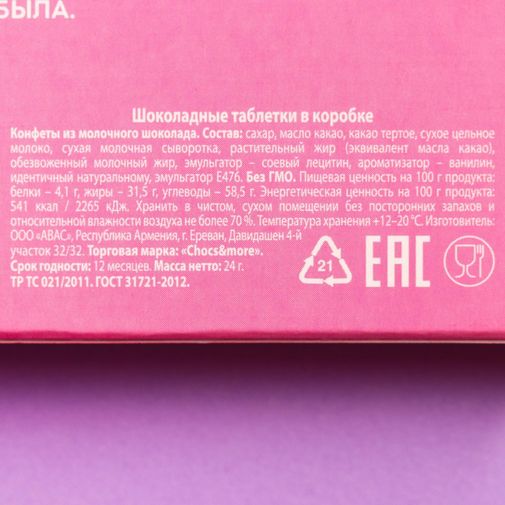 БЫЛА.
Шоколадные таблетки в коробке
Конфеты из молочного шоколада. Состав: сахар, масло какао, какао тертое, сухое цельное
молоко, сухая молочная сыворотка, растительный жир (эквивалент масла какао),
обезвоженный молочный жир, эмульгатор – соевый лецитин, ароматизатор – ванилин,
идентичный натуральному, эмульгатор Е476. Без ГМО. Пищевая ценность на 100 г продукта:
белки – 4,1 г, жиры – 31,5 г, углеводы – 58,5 г. Энергетическая ценность на 100 г продукта:
541 ккал / 2265 кДж. Хранить в чистом, сухом помещении без посторонних запахов и
относительной влажности воздуха не более 70 %. Температура хранения +12–20 °С. Изготовитель:
ООО «АВАС», Республика Армения, г. Ереван, Давидашен 4-й
участок 32/32. Торговая марка: «Chocs&more».
Срок годности: 12 месяцев. Масса нетто: 24 г.
ТР ТС 021/2011. ГОСТ 31721-2012.
21
ЕАС